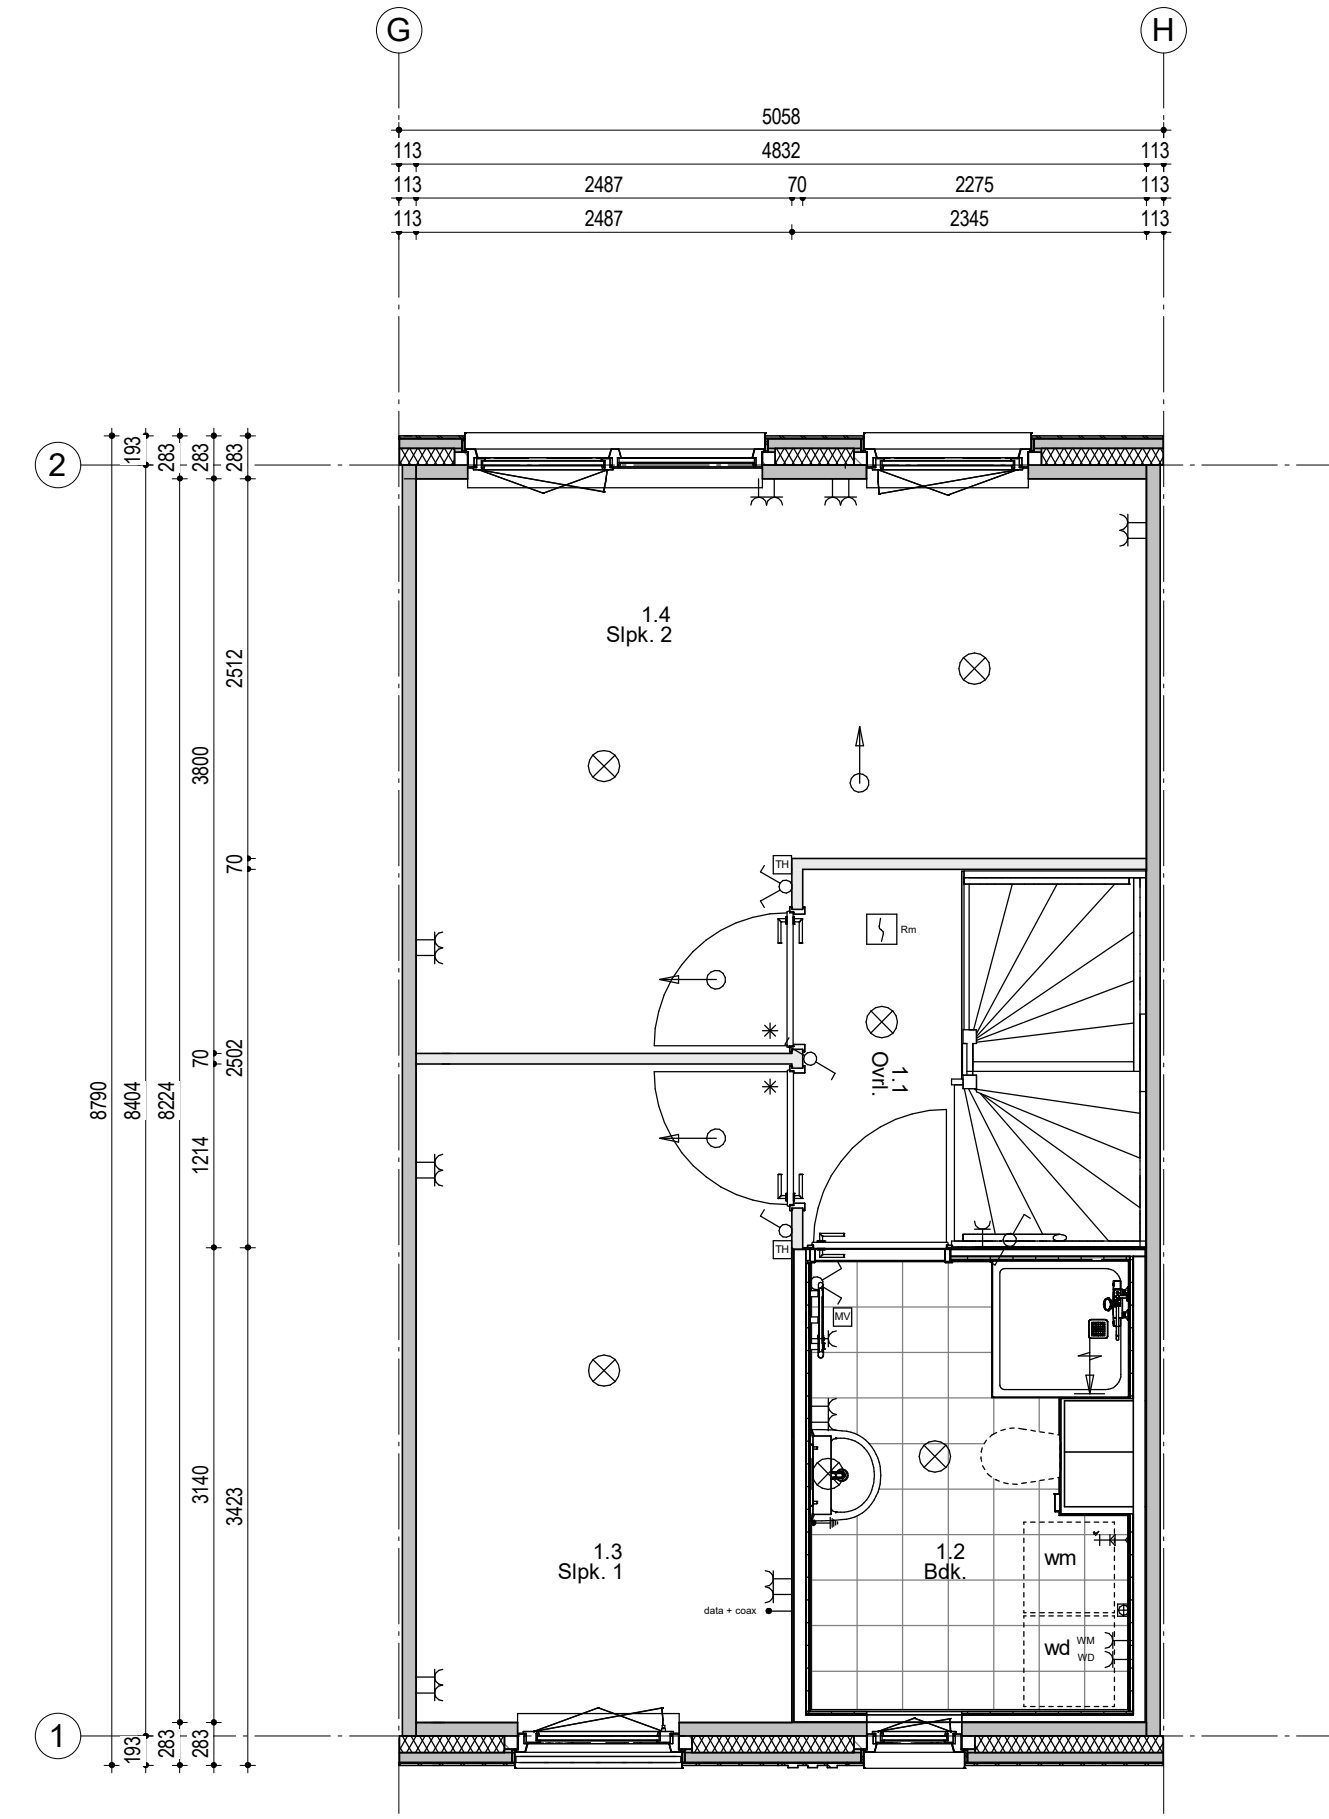 G
H
5058
113
4832
113
113
2487
70
2275
113
113
2487
2345
113
2
193
283
283
283
2512
3800
70
70
2502
8790
8404
8224
1214
3140
3423
1
193
283
283
1.4
Slpk. 2
TH
Rm
1.1
Ovrl.
TH
MV
1.3
Slpk. 1
data + coax
1.2
Bdk.
wm
wd
WM
WD